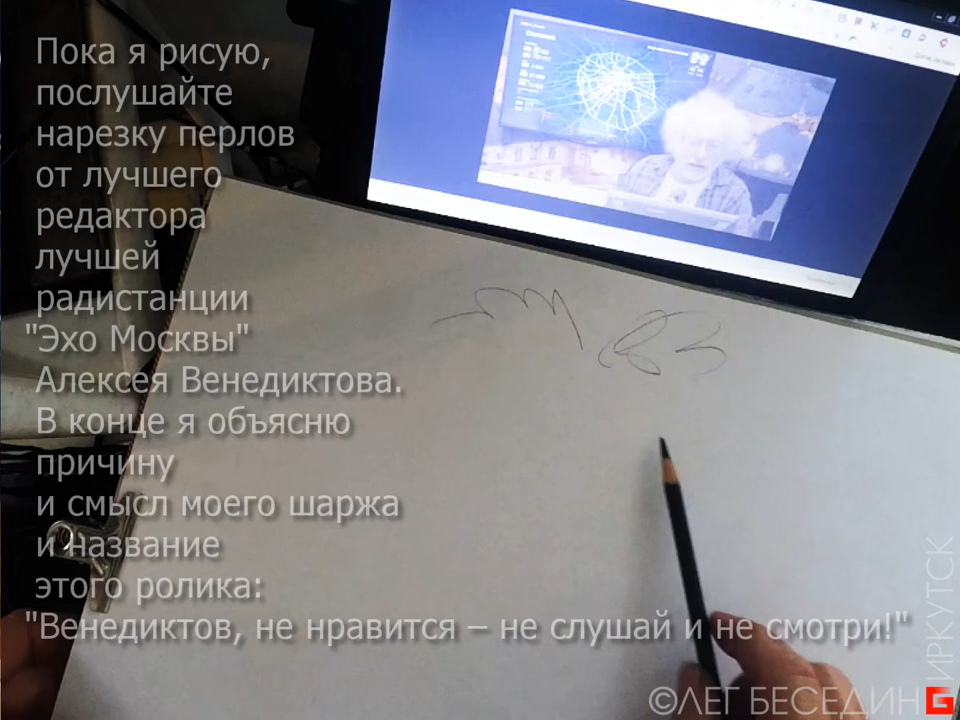 Пока я рисую,
послушайте
нарезку перлов
от лучшего
редактора
лучшей
радистанции
"Эхо Москвы"
Алексея Венедиктова.
В конце я объясню
причину
и смысл моего шаржа
и название
этого ролика:
"Венедиктов, не нравится – не слушай и не смотри!"
©ЛЕГ БЕСЕДИН
ИРКУТСК